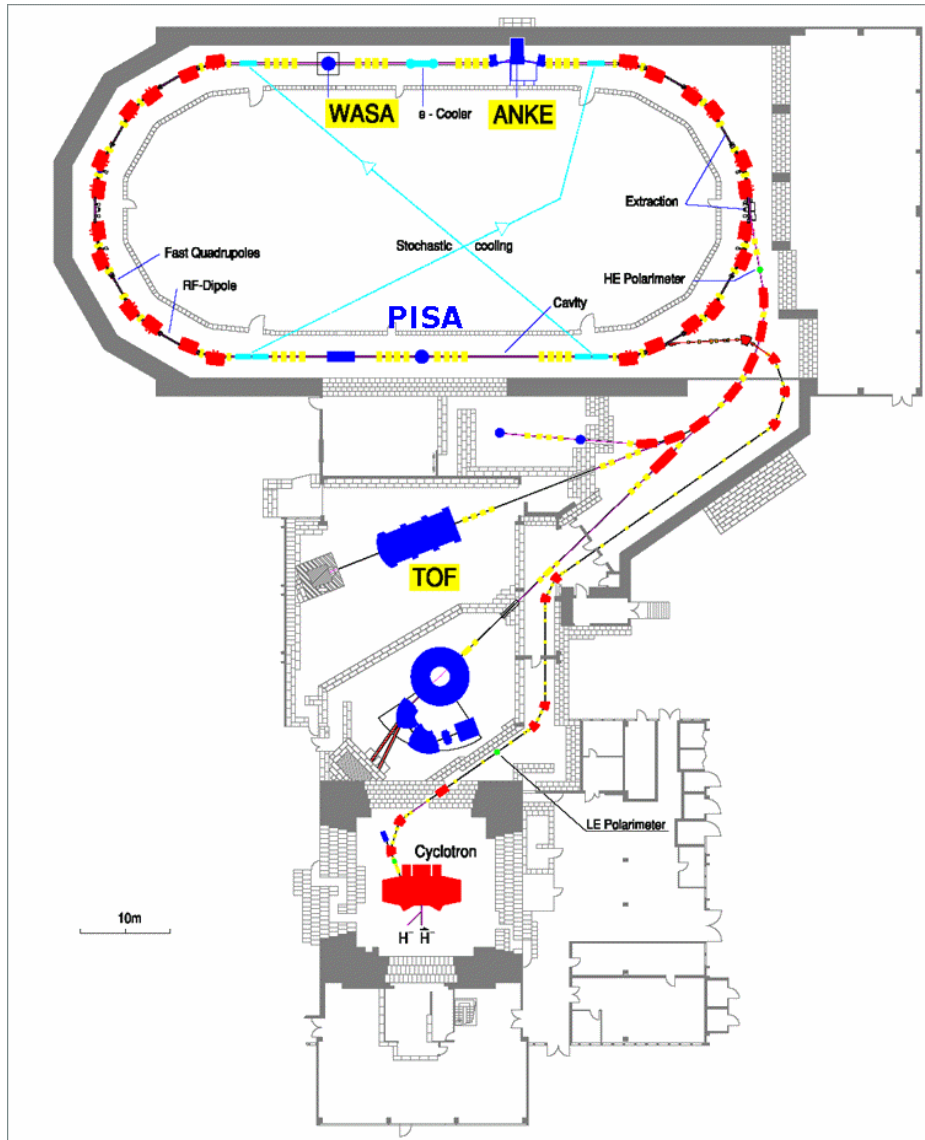 WASA
e - Cooler
ANKE
Extraction
Stochastic cooling
Fast Quadrupoles
HE Polarimeter
RF-Dipole
PISA
Cavity
TOF
LE Polarimeter
Cyclotron
10m
H⁻ H⁻